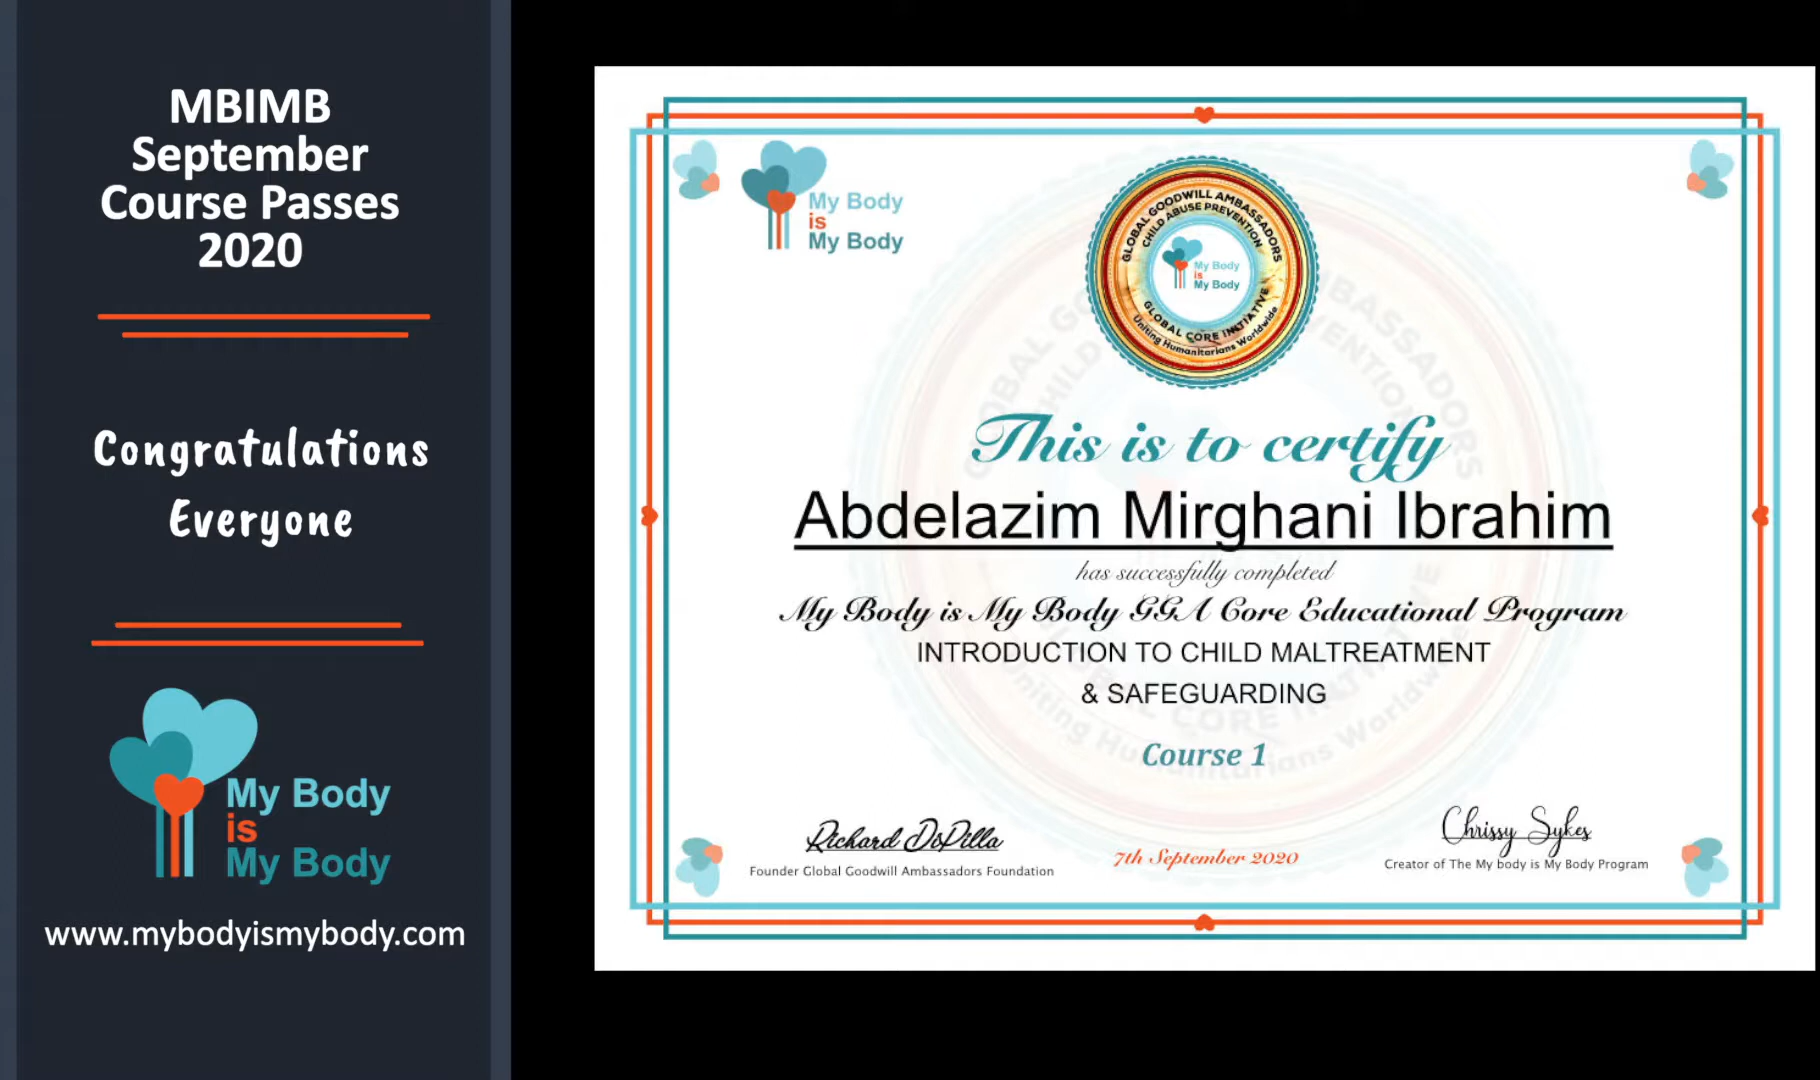 MBIMB
September
Course Passes
2020
Congratulations
Everyone
My Body
is
My Body
www.mybodyismybody.com
My Body
is
My Body
GLOBAL GOODWILL AMBASSADORS
CHILD ABUSE PREVENTION
My Body
is
My Body
GLOBAL CORE INITIATIVE
Uniting Humanitarians Worldwide
This is to certify
Abdelazim Mirghani Ibrahim
has successfully completed
My Body is My Body GGA Core Educational Program
INTRODUCTION TO CHILD MALTREATMENT
& SAFEGUARDING
Course 1
Richard DiPilla
Founder Global Goodwill Ambassadors Foundation
7th September 2020
Chrissy Sykes
Creator of The My body is My Body Program